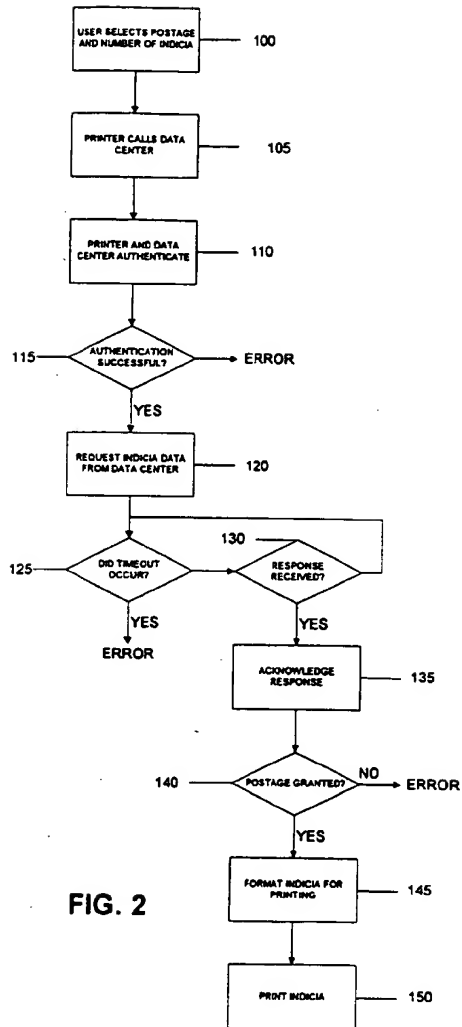 USER SELECTS POSTAGE
AND NUMBER OF INDICIA
100
PRINTER CALLS DATA
CENTER
105
PRINTER AND DATA
CENTER AUTHENTICATE
110
115
AUTHENTICATION
SUCCESSFUL?
ERROR
YES
REQUEST INDICIA DATA
FROM DATA CENTER
120
125
DID TIMEOUT
OCCUR?
130
RESPONSE
RECEIVED?
YES
ERROR
YES
ACKNOWLEDGE
RESPONSE
135
140
POSTAGE GRANTED?
NO
ERROR
YES
FORMAT INDICIA FOR
PRINTING
145
FIG. 2
PRINT INDICIA
150